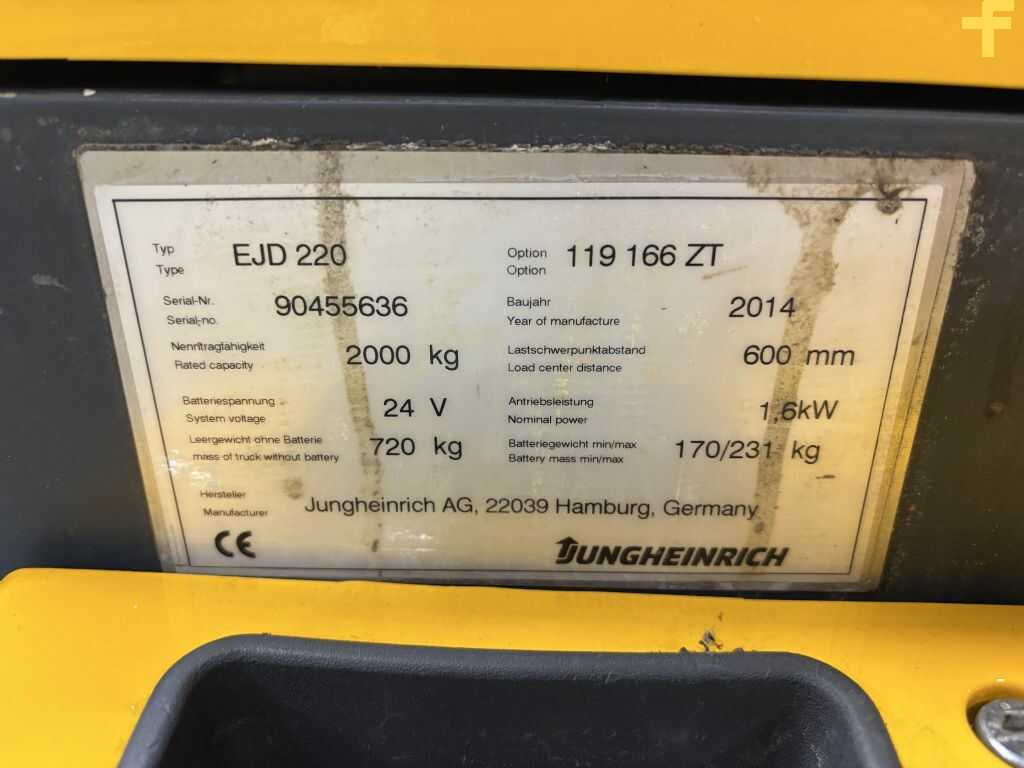 f
Typ EJD 220 Option 119 166 ZT
Type Option
Serial-Nr. 90455636 Baujahr 2014
Serial-no. Year of manufacture
Nenntragfähigkeit 2000 kg Lastschwerpunktabstand 600 mm
Rated capacity Load center distance
Batteriespannung 24 V Antriebsleistung 1,6kW
System voltage Nominal power
Leergewicht ohne Batterie 720 kg Batteriegewicht min/max 170/231 kg
mass of truck without battery Battery mass min/max
Hersteller Jungheinrich AG, 22039 Hamburg, Germany
Manufacturer
CE JUNGHEINRICH